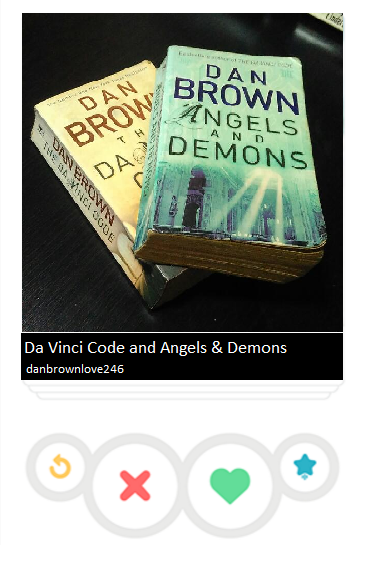 DAN
BROWN
TH
DA
DAN BROWN
THE DA VINCI CODE
DAN
BROWN
ANGELS
AND
DEMONS
Da Vinci Code and Angels & Demons
danbrownlove246